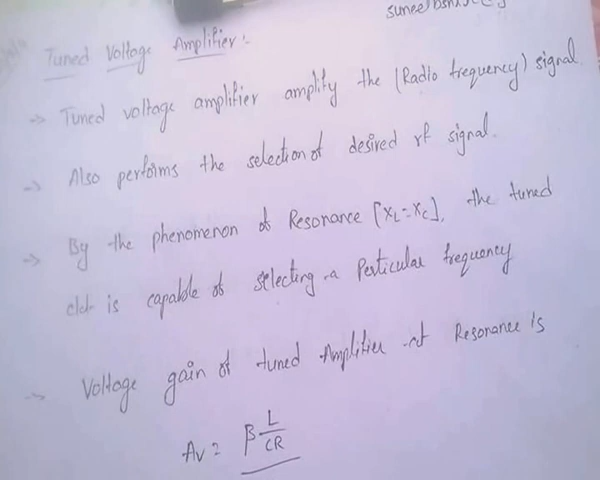 Tuned Voltage Amplifier:-
-> Tuned voltage amplifier amplify the (Radio frequency) signal.
-> Also performs the selection of desired rf signal.
-> By the phenomenon of Resonance [XL=XC], the tuned
ckt is capable of selecting a Perticular frequency
-> Voltage gain of tuned Amplifier at Resonance is
Av = β L/CR